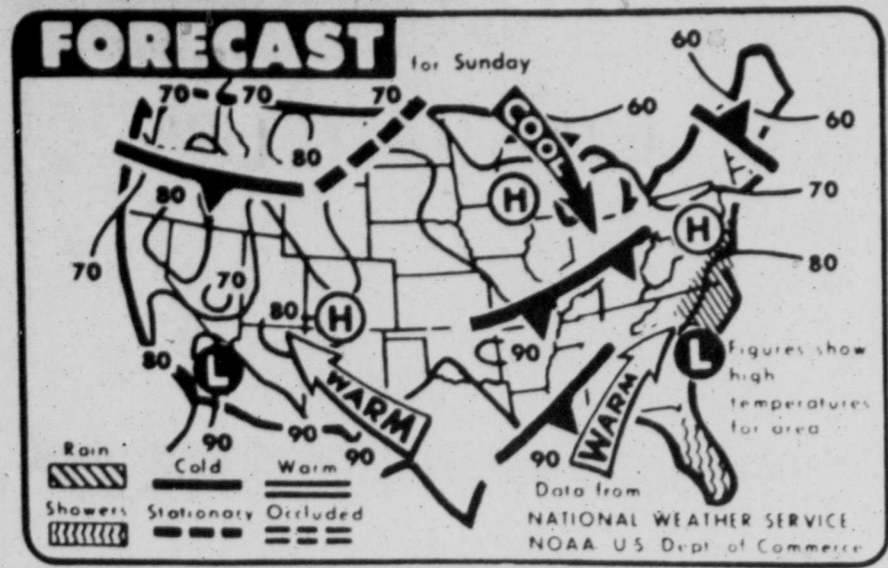 FORECAST
for Sunday
60
70 70 70
COOL
60
60
80
H
70
80
H
70
80
70
80
H
90
80
L
L
Figures show
high
temperatures
for area
WARM
WARM
90
90
90
90
Rain
Cold
Warm
Showers
Stationary
Occluded
Data from
NATIONAL WEATHER SERVICE
NOAA U S Dept of Commerce